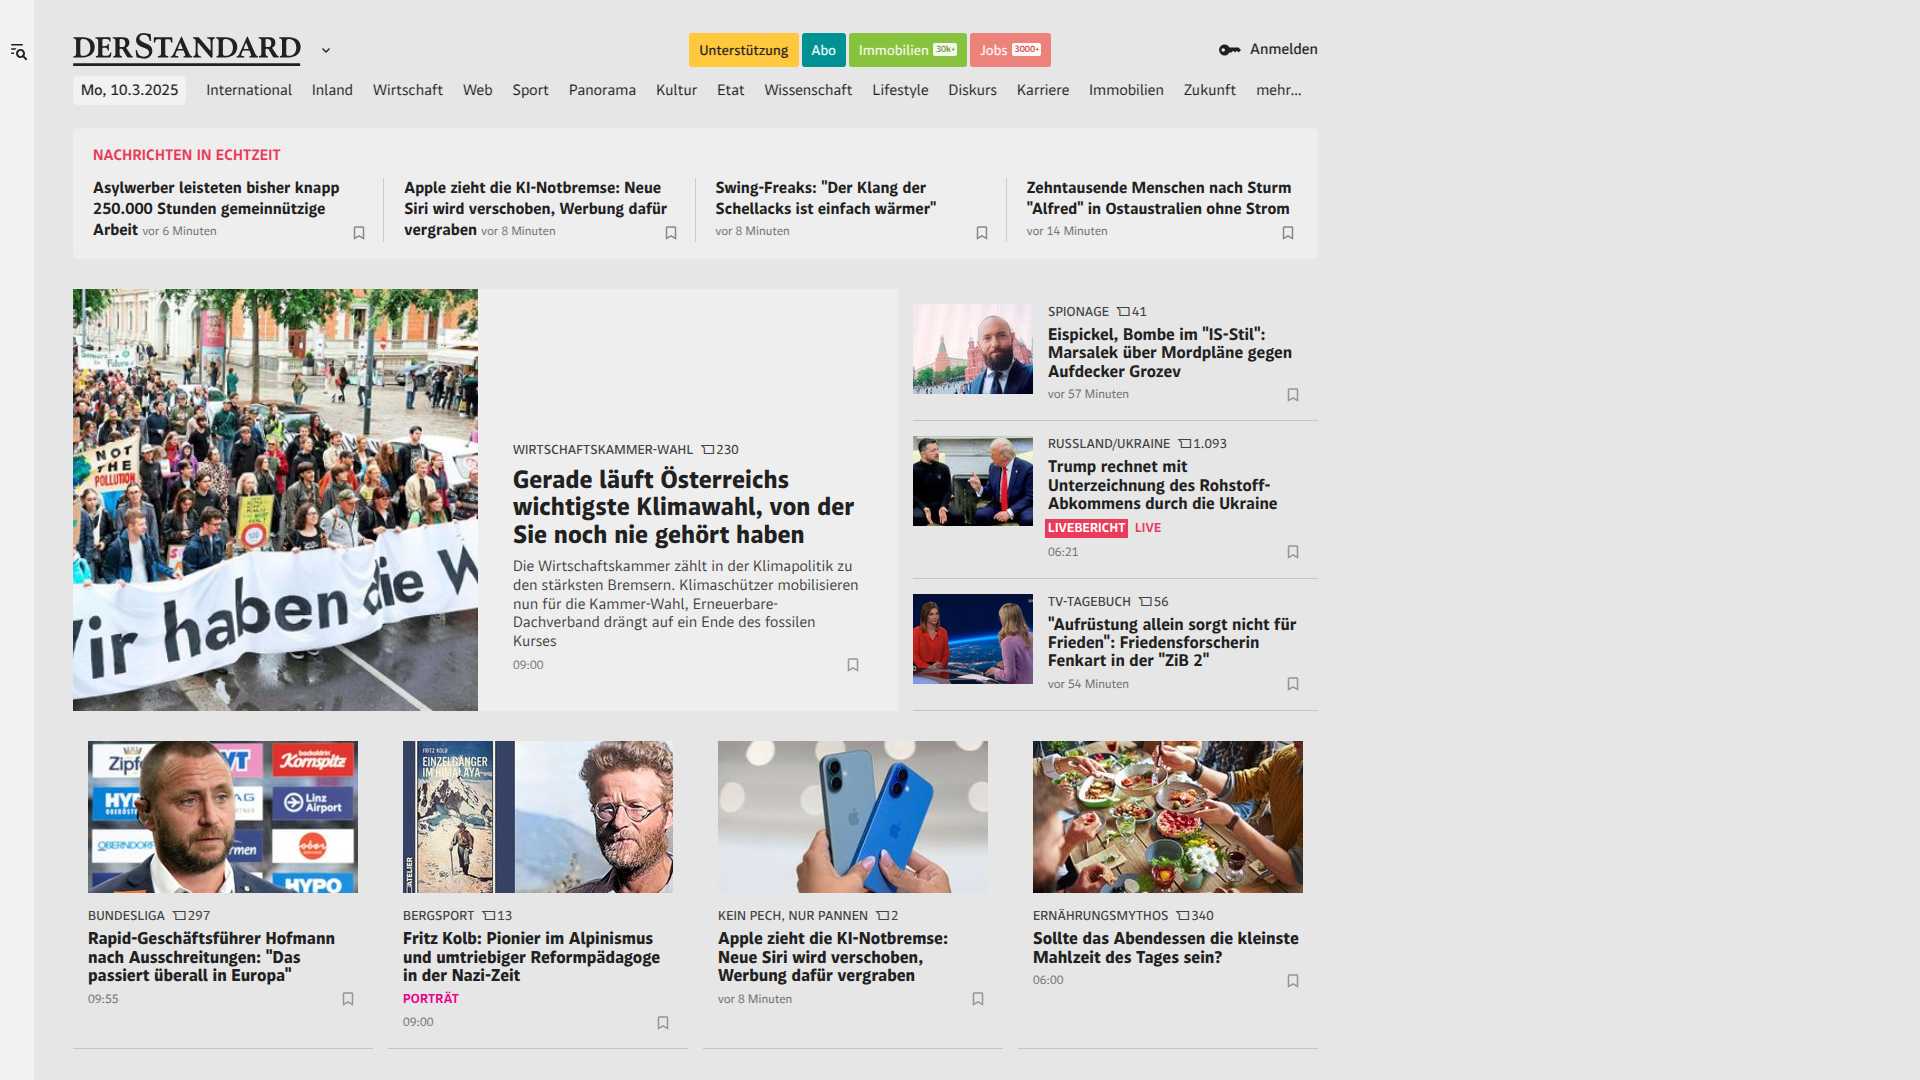 DERSTANDARD
Unterstützung
Abo
Immobilien 30k+
Jobs 3000+
Anmelden
Mo, 10.3.2025
International
Inland
Wirtschaft
Web
Sport
Panorama
Kultur
Etat
Wissenschaft
Lifestyle
Diskurs
Karriere
Immobilien
Zukunft
mehr...
NACHRICHTEN IN ECHTZEIT
Asylwerber leisteten bisher knapp
250.000 Stunden gemeinnützige
Arbeit vor 6 Minuten
Apple zieht die KI-Notbremse: Neue
Siri wird verschoben, Werbung dafür
vergraben vor 8 Minuten
Swing-Freaks: "Der Klang der
Schellacks ist einfach wärmer"
vor 8 Minuten
Zehntausende Menschen nach Sturm
"Alfred" in Ostaustralien ohne Strom
vor 14 Minuten
NOT
THE
POLLUTION
ir haben die W
WIRTSCHAFTSKAMMER-WAHL 230
Gerade läuft Österreichs
wichtigste Klimawahl, von der
Sie noch nie gehört haben
Die Wirtschaftskammer zählt in der Klimapolitik zu
den stärksten Bremsern. Klimaschützer mobilisieren
nun für die Kammer-Wahl, Erneuerbare-
Dachverband drängt auf ein Ende des fossilen
Kurses
09:00
SPIONAGE 41
Eispickel, Bombe im "IS-Stil":
Marsalek über Mordpläne gegen
Aufdecker Grozev
vor 57 Minuten
RUSSLAND/UKRAINE 1.093
Trump rechnet mit
Unterzeichnung des Rohstoff-
Abkommens durch die Ukraine
LIVEBERICHT LIVE
06:21
TV-TAGEBUCH 56
"Aufrüstung allein sorgt nicht für
Frieden": Friedensforscherin
Fenkart in der "ZiB 2"
vor 54 Minuten
Zipf
VT
Kornspitz
HY
AG
Linz
Airport
OBERNDORF
rmen
HYPO
BUNDESLIGA 297
Rapid-Geschäftsführer Hofmann
nach Ausschreitungen: "Das
passiert überall in Europa"
09:55
FRITZ KOLB
EINZELGÄNGER
IM HIMALAYA
ATELIER
BERGSPORT 13
Fritz Kolb: Pionier im Alpinismus
und umtriebiger Reformpädagoge
in der Nazi-Zeit
PORTRÄT
09:00
KEIN PECH, NUR PANNEN 2
Apple zieht die KI-Notbremse:
Neue Siri wird verschoben,
Werbung dafür vergraben
vor 8 Minuten
ERNÄHRUNGSMYTHOS 340
Sollte das Abendessen die kleinste
Mahlzeit des Tages sein?
06:00